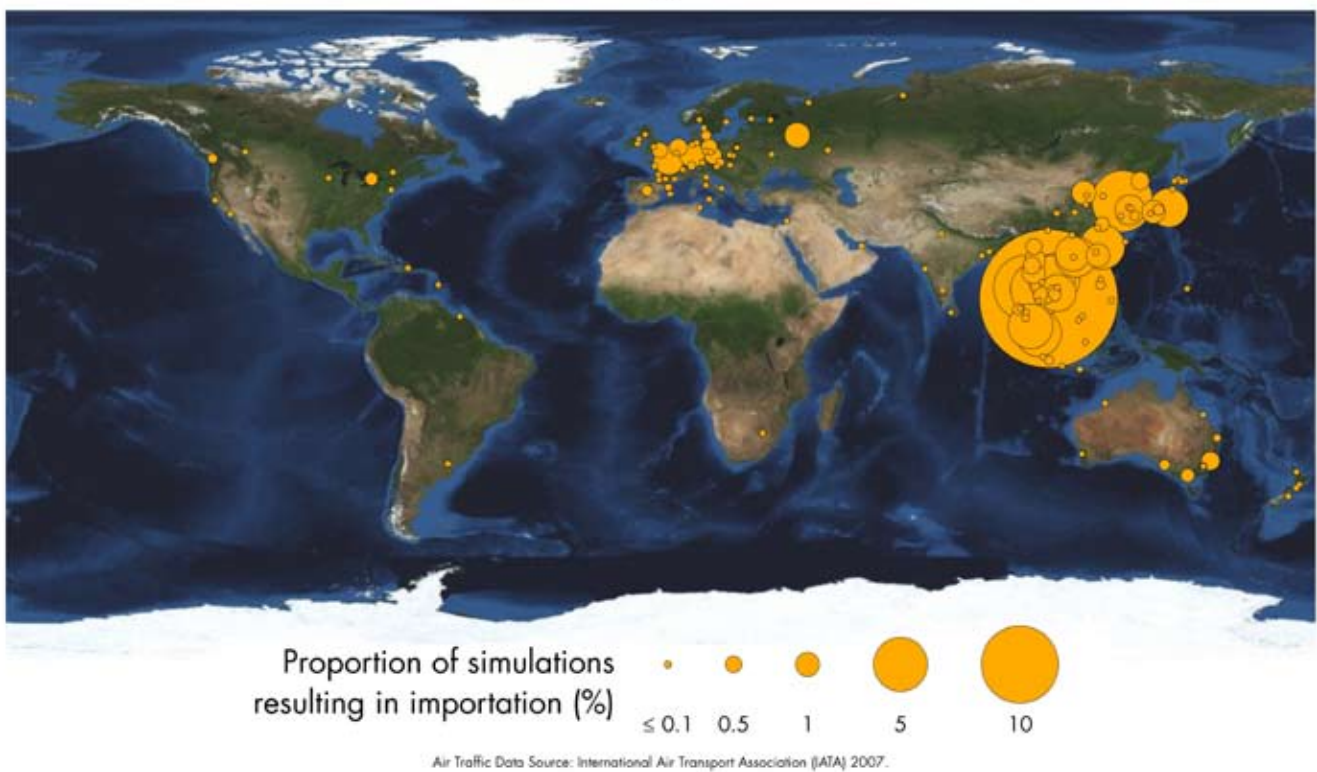 Proportion of simulations
resulting in importation (%)
≤ 0.1 0.5 1 5 10
Air Traffic Data Source: International Air Transport Association (IATA) 2007.